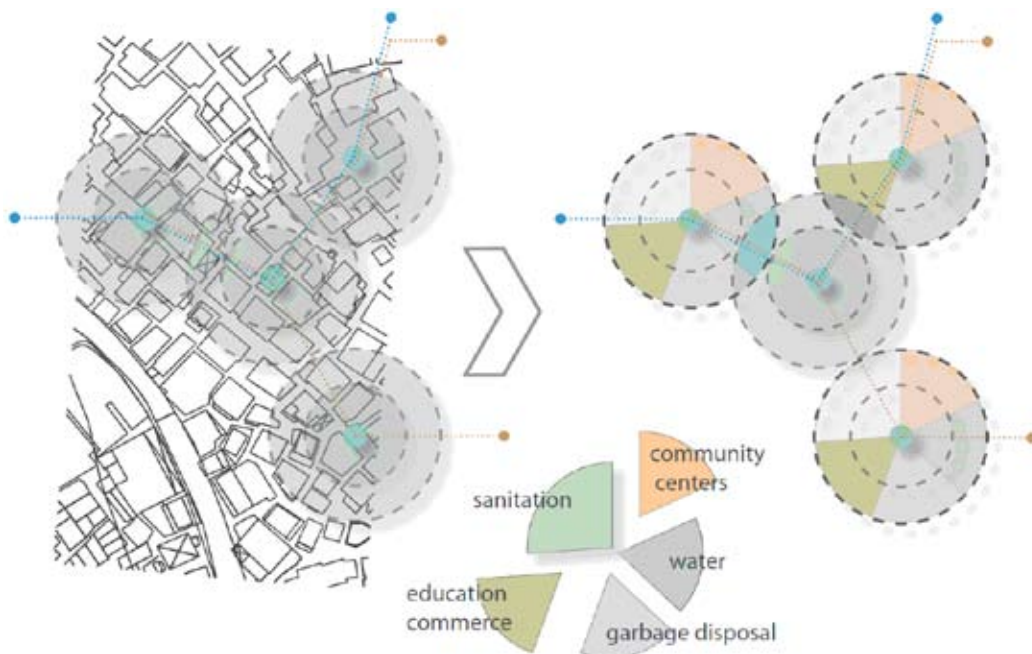 community
centers
sanitation
water
education
commerce
garbage disposal